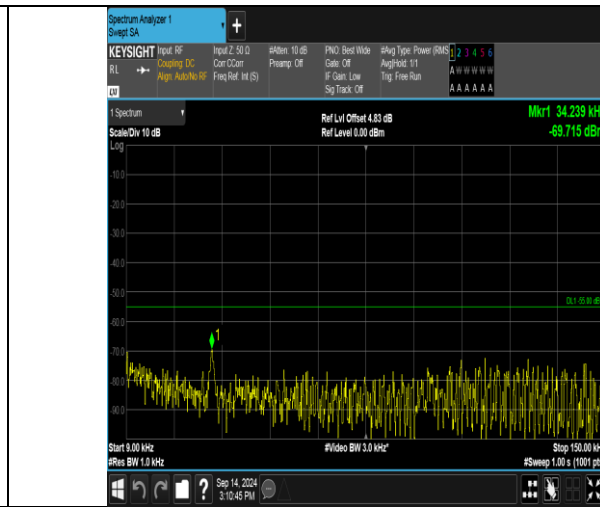 Spectrum Analyzer 1
Swept SA
+
KEYSIGHT Input: RF Input Z: 50 Ω #Atten: 10 dB PNO: Best Wide #Avg Type: Power (RMS 1 2 3 4 5 6
RL Coupling: DC Corr CCorr Preamp: Off Gate: Off Avg|Hold: 1/1 A W W W W W
Align: Auto/No RF Freq Ref: Int (S) IF Gain: Low Trig: Free Run
Sig Track: Off A A A A A A
1 Spectrum Ref Lvl Offset 4.83 dB Mkr1 34.239 kH
Scale/Div 10 dB Ref Level 0.00 dBm -69.715 dBr
Log
-10.0
-20.0
-30.0
-40.0
DL1 -55.00 dB
-50.0
-60.0
1
-70.0
-80.0
-90.0
Start 9.00 kHz #Video BW 3.0 kHz* Stop 150.00 kH
#Res BW 1.0 kHz #Sweep 1.00 s (1001 pt
? Sep 14, 2024
3:10:45 PM